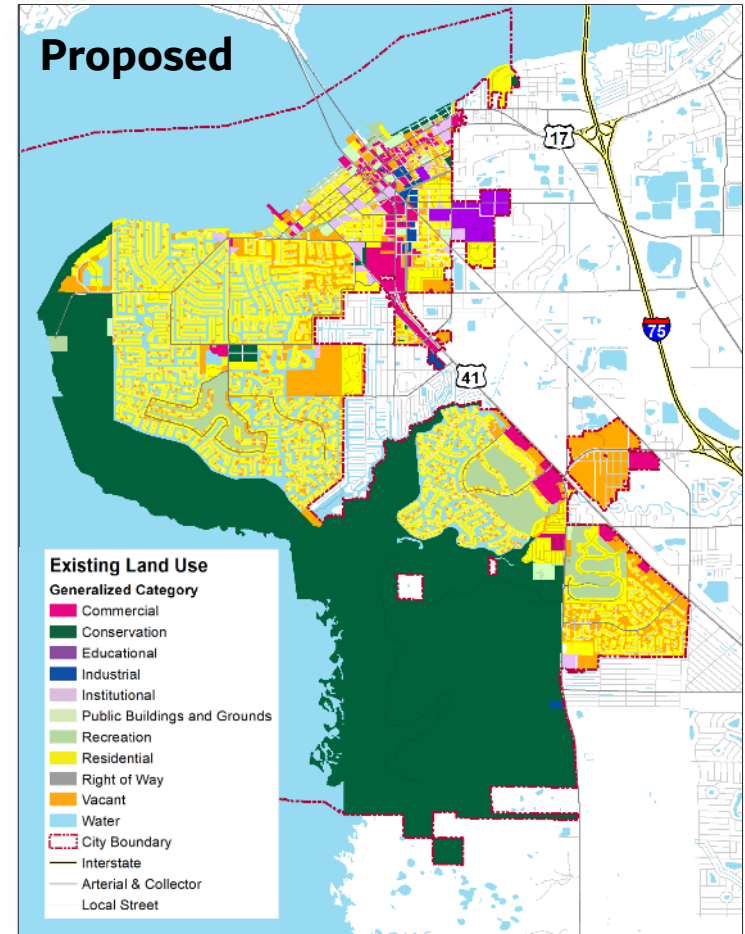 Proposed
17
75
41
Existing Land Use
Generalized Category
Commercial
Conservation
Educational
Industrial
Institutional
Public Buildings and Grounds
Recreation
Residential
Right of Way
Vacant
Water
City Boundary
Interstate
Arterial & Collector
Local Street